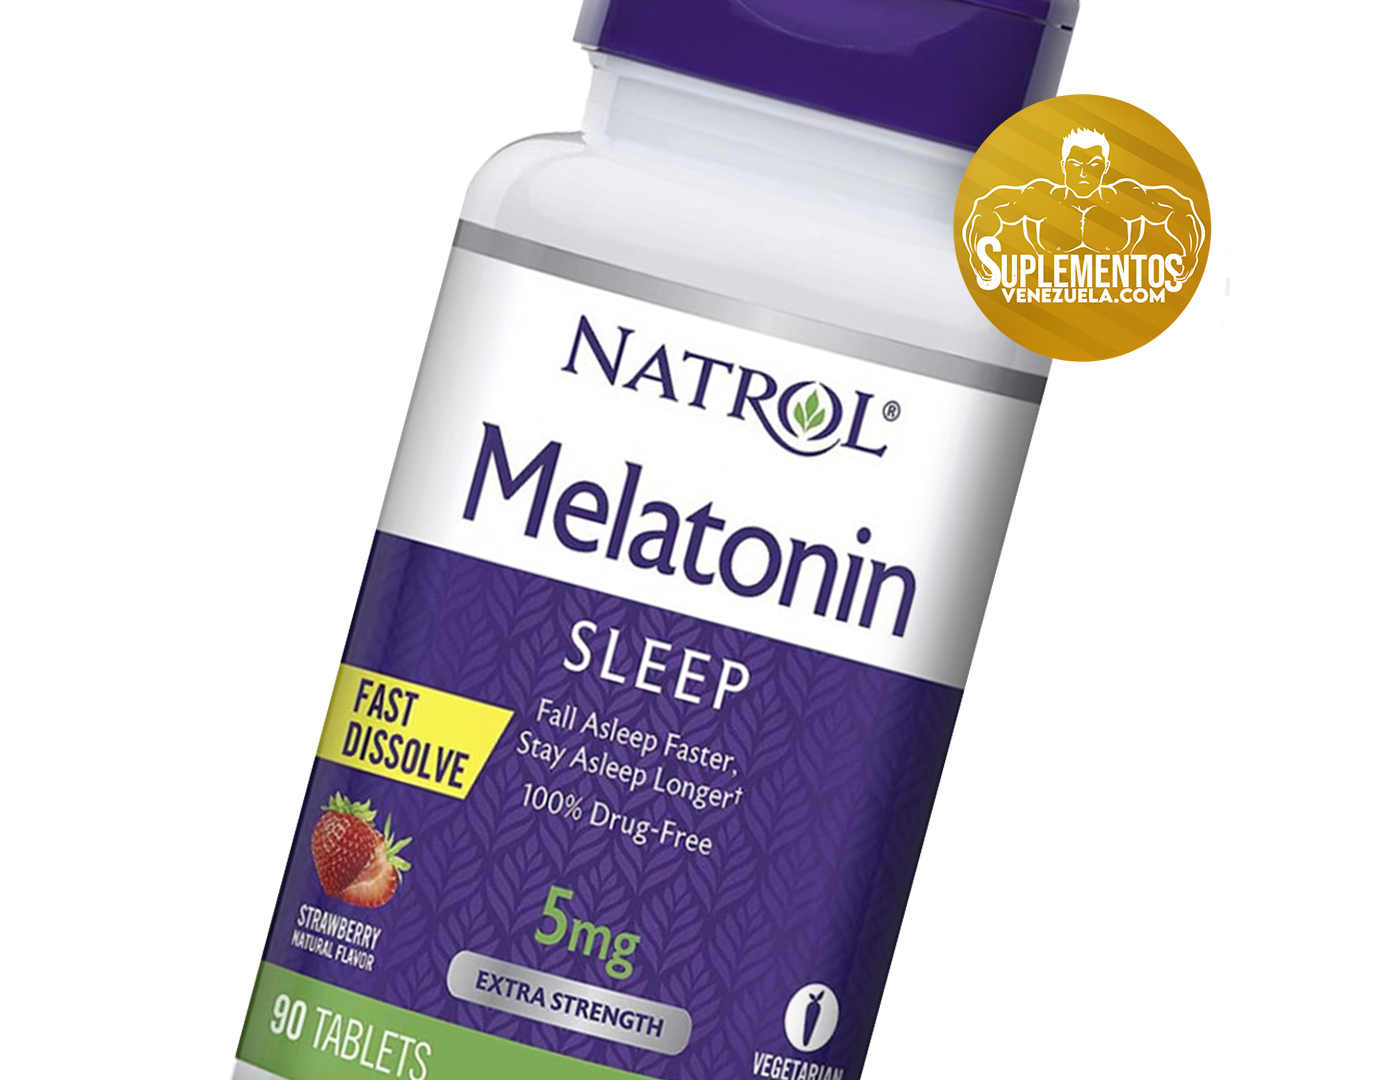 SUPLEMENTOS
VENEZUELA.COM
NATROL®
Melatonin
SLEEP
FAST
DISSOLVE
Fall Asleep Faster,
Stay Asleep Longer†
100% Drug-Free
STRAWBERRY
NATURAL FLAVOR
5mg
EXTRA STRENGTH
90 TABLETS
VEGETARIAN